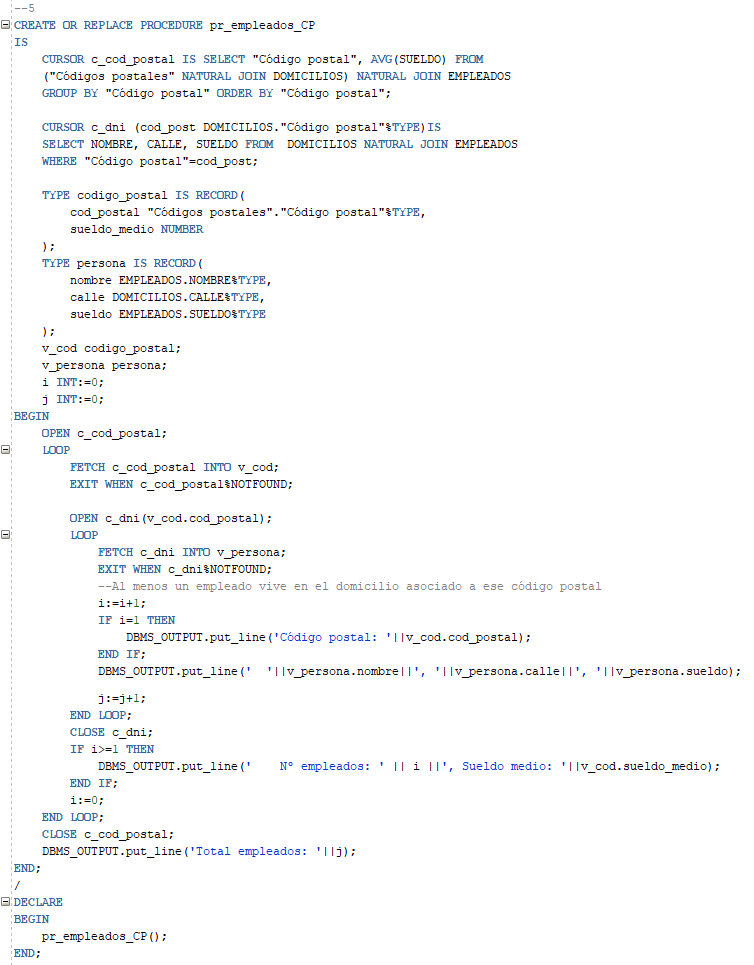 --5
CREATE OR REPLACE PROCEDURE pr_empleados_CP
IS
    CURSOR c_cod_postal IS SELECT "Código postal", AVG(SUELDO) FROM
    ("Códigos postales" NATURAL JOIN DOMICILIOS) NATURAL JOIN EMPLEADOS
    GROUP BY "Código postal" ORDER BY "Código postal";

    CURSOR c_dni (cod_post DOMICILIOS."Código postal"%TYPE)IS
    SELECT NOMBRE, CALLE, SUELDO FROM  DOMICILIOS NATURAL JOIN EMPLEADOS
    WHERE "Código postal"=cod_post;

    TYPE codigo_postal IS RECORD(
        cod_postal "Códigos postales"."Código postal"%TYPE,
        sueldo_medio NUMBER
    );
    TYPE persona IS RECORD(
        nombre EMPLEADOS.NOMBRE%TYPE,
        calle DOMICILIOS.CALLE%TYPE,
        sueldo EMPLEADOS.SUELDO%TYPE
    );
    v_cod codigo_postal;
    v_persona persona;
    i INT:=0;
    j INT:=0;
BEGIN
    OPEN c_cod_postal;
    LOOP
        FETCH c_cod_postal INTO v_cod;
        EXIT WHEN c_cod_postal%NOTFOUND;

        OPEN c_dni(v_cod.cod_postal);
        LOOP
            FETCH c_dni INTO v_persona;
            EXIT WHEN c_dni%NOTFOUND;
            --Al menos un empleado vive en el domicilio asociado a ese código postal
            i:=i+1;
            IF i=1 THEN
                DBMS_OUTPUT.put_line('Código postal: '||v_cod.cod_postal);
            END IF;
            DBMS_OUTPUT.put_line('  '||v_persona.nombre||', '||v_persona.calle||', '||v_persona.sueldo);
            j:=j+1;
        END LOOP;
        CLOSE c_dni;
        IF i>=1 THEN
            DBMS_OUTPUT.put_line('    Nº empleados: ' || i ||', Sueldo medio: '||v_cod.sueldo_medio);
        END IF;
        i:=0;
    END LOOP;
    CLOSE c_cod_postal;
    DBMS_OUTPUT.put_line('Total empleados: '||j);
END;
/
DECLARE
BEGIN
    pr_empleados_CP();
END;